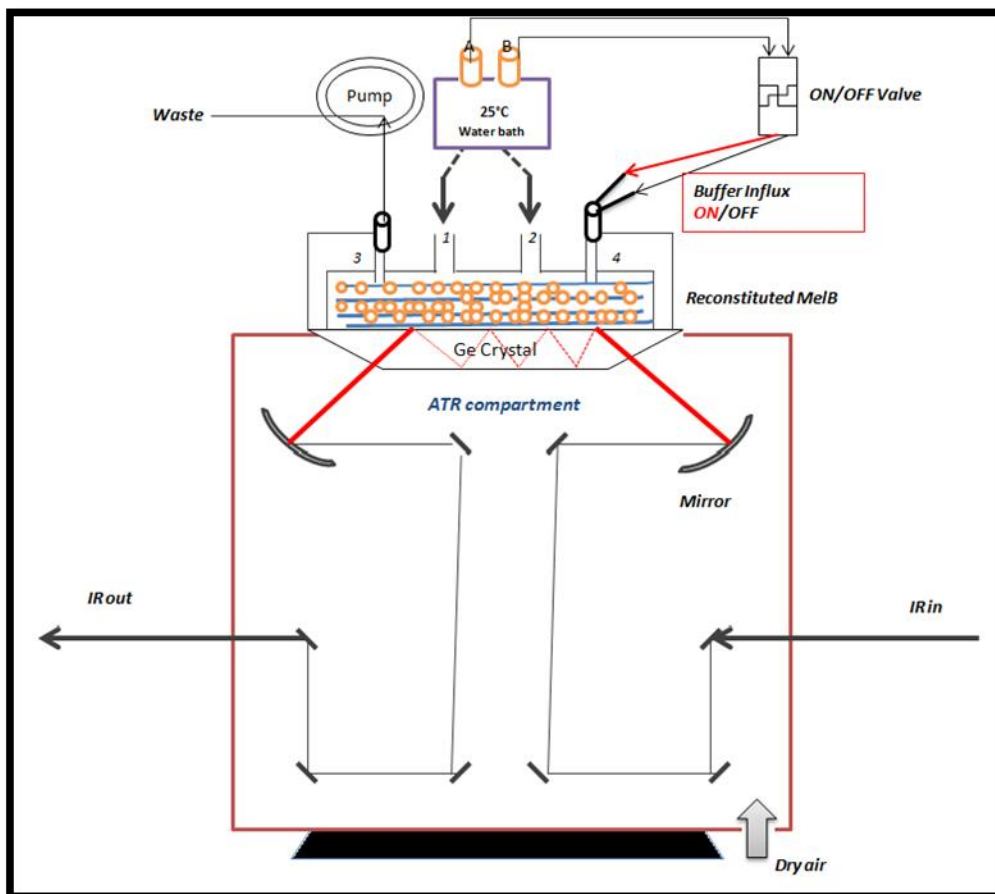 A
B
Pump
25°C
Water bath
ON/OFF Valve
Waste
Buffer Influx
ON/OFF
1
2
3
4
Reconstituted MelB
Ge Crystal
ATR compartment
Mirror
IR out
IR in
Dry air